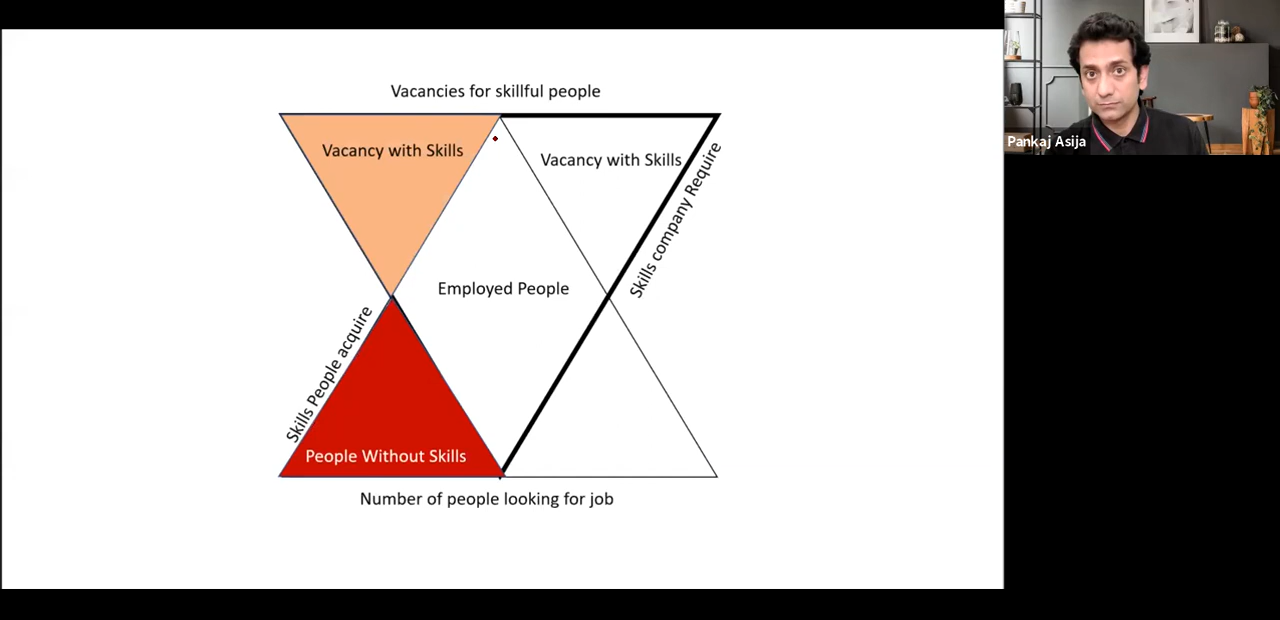 Vacancies for skillful people
Vacancy with Skills
Vacancy with Skills
Skills company Require
Employed People
Skills People acquire
People Without Skills
Number of people looking for job
Pankaj Asija